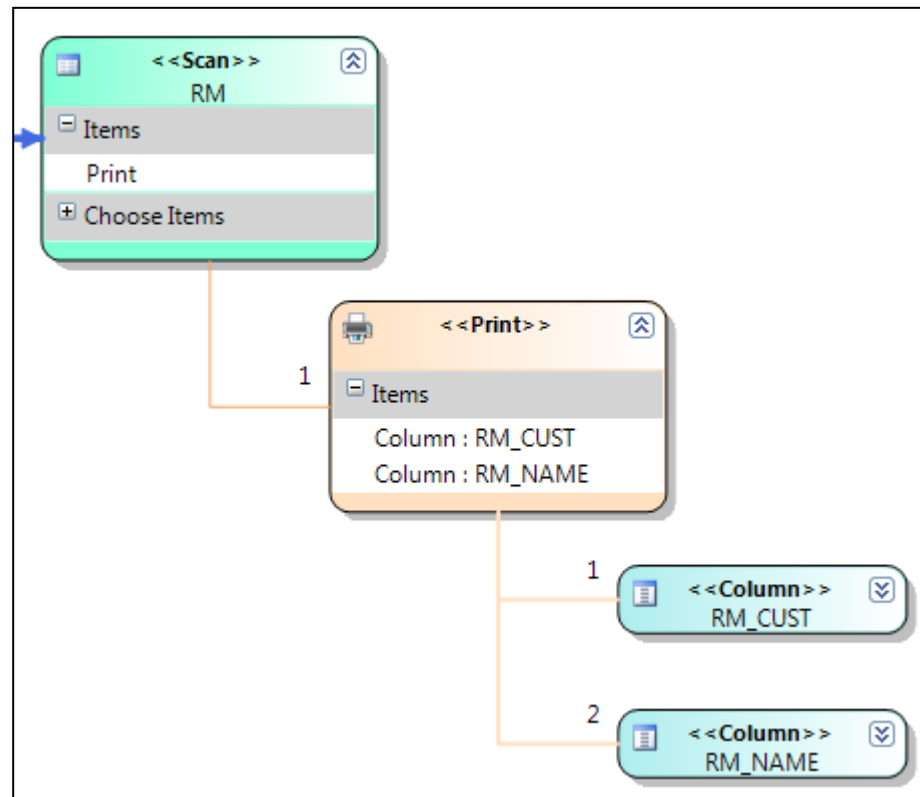 <<Scan>>
RM
Items
Print
Choose Items
<<Print>>
1
Items
Column : RM_CUST
Column : RM_NAME
1
<<Column>>
RM_CUST
2
<<Column>>
RM_NAME